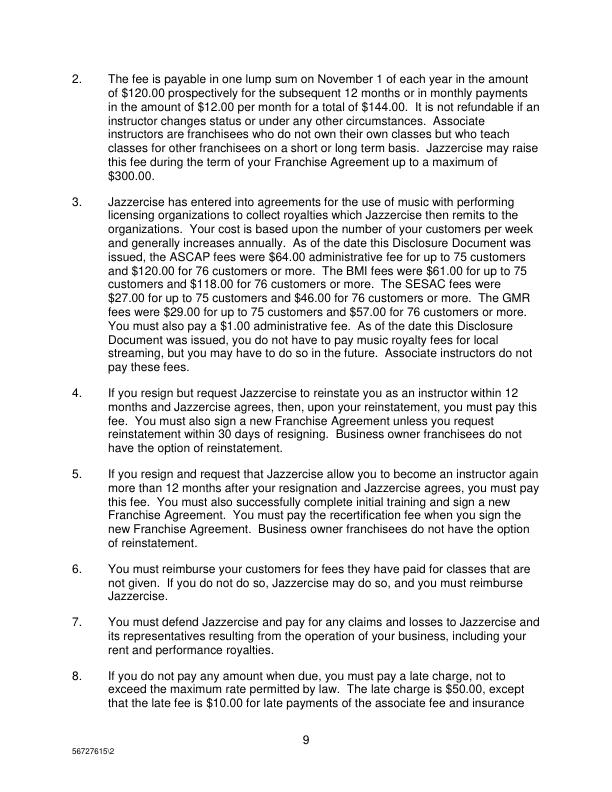 2. The fee is payable in one lump sum on November 1 of each year in the amount
of $120.00 prospectively for the subsequent 12 months or in monthly payments
in the amount of $12.00 per month for a total of $144.00. It is not refundable if an
instructor changes status or under any other circumstances. Associate
instructors are franchisees who do not own their own classes but who teach
classes for other franchisees on a short or long term basis. Jazzercise may raise
this fee during the term of your Franchise Agreement up to a maximum of
$300.00.
3. Jazzercise has entered into agreements for the use of music with performing
licensing organizations to collect royalties which Jazzercise then remits to the
organizations. Your cost is based upon the number of your customers per week
and generally increases annually. As of the date this Disclosure Document was
issued, the ASCAP fees were $64.00 administrative fee for up to 75 customers
and $120.00 for 76 customers or more. The BMI fees were $61.00 for up to 75
customers and $118.00 for 76 customers or more. The SESAC fees were
$27.00 for up to 75 customers and $46.00 for 76 customers or more. The GMR
fees were $29.00 for up to 75 customers and $57.00 for 76 customers or more.
You must also pay a $1.00 administrative fee. As of the date this Disclosure
Document was issued, you do not have to pay music royalty fees for local
streaming, but you may have to do so in the future. Associate instructors do not
pay these fees.
4. If you resign but request Jazzercise to reinstate you as an instructor within 12
months and Jazzercise agrees, then, upon your reinstatement, you must pay this
fee. You must also sign a new Franchise Agreement unless you request
reinstatement within 30 days of resigning. Business owner franchisees do not
have the option of reinstatement.
5. If you resign and request that Jazzercise allow you to become an instructor again
more than 12 months after your resignation and Jazzercise agrees, you must pay
this fee. You must also successfully complete initial training and sign a new
Franchise Agreement. You must pay the recertification fee when you sign the
new Franchise Agreement. Business owner franchisees do not have the option
of reinstatement.
6. You must reimburse your customers for fees they have paid for classes that are
not given. If you do not do so, Jazzercise may do so, and you must reimburse
Jazzercise.
7. You must defend Jazzercise and pay for any claims and losses to Jazzercise and
its representatives resulting from the operation of your business, including your
rent and performance royalties.
8. If you do not pay any amount when due, you must pay a late charge, not to
exceed the maximum rate permitted by law. The late charge is $50.00, except
that the late fee is $10.00 for late payments of the associate fee and insurance
9
56727615\2